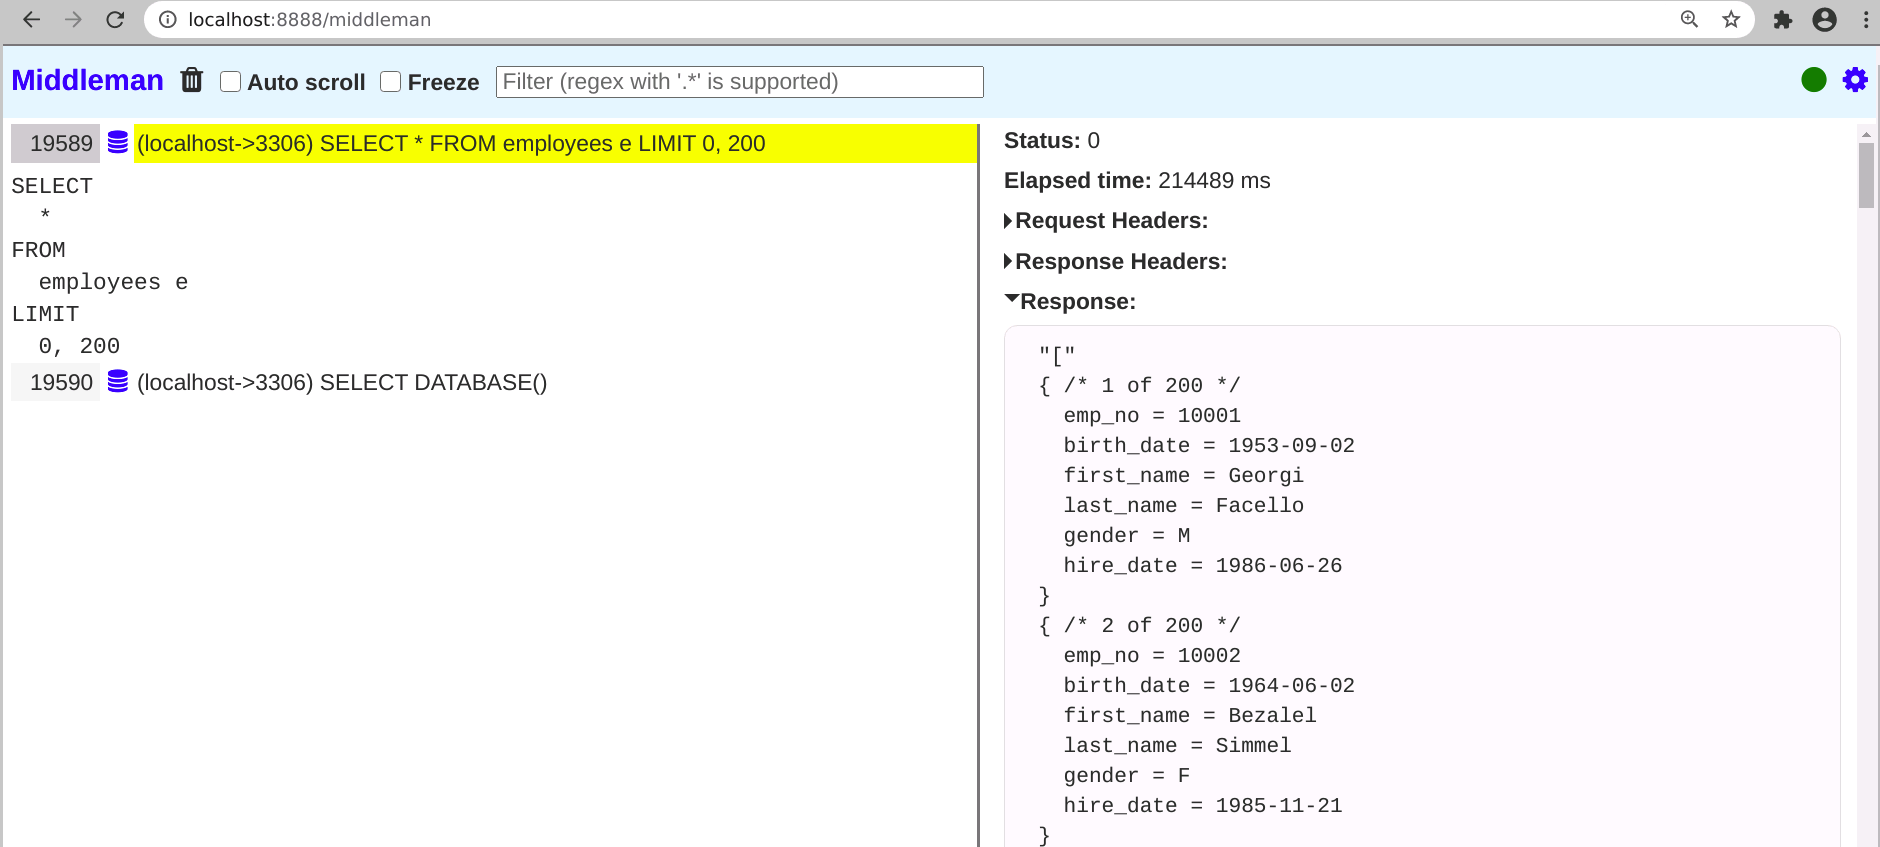 localhost:8888/middleman
Middleman Auto scroll Freeze Filter (regex with '.*' is supported)
19589 (localhost->3306) SELECT * FROM employees e LIMIT 0, 200
SELECT
  *
FROM
  employees e
LIMIT
  0, 200
19590 (localhost->3306) SELECT DATABASE()
Status: 0
Elapsed time: 214489 ms
Request Headers:
Response Headers:
Response:
"["
{ /* 1 of 200 */
  emp_no = 10001
  birth_date = 1953-09-02
  first_name = Georgi
  last_name = Facello
  gender = M
  hire_date = 1986-06-26
}
{ /* 2 of 200 */
  emp_no = 10002
  birth_date = 1964-06-02
  first_name = Bezalel
  last_name = Simmel
  gender = F
  hire_date = 1985-11-21
}